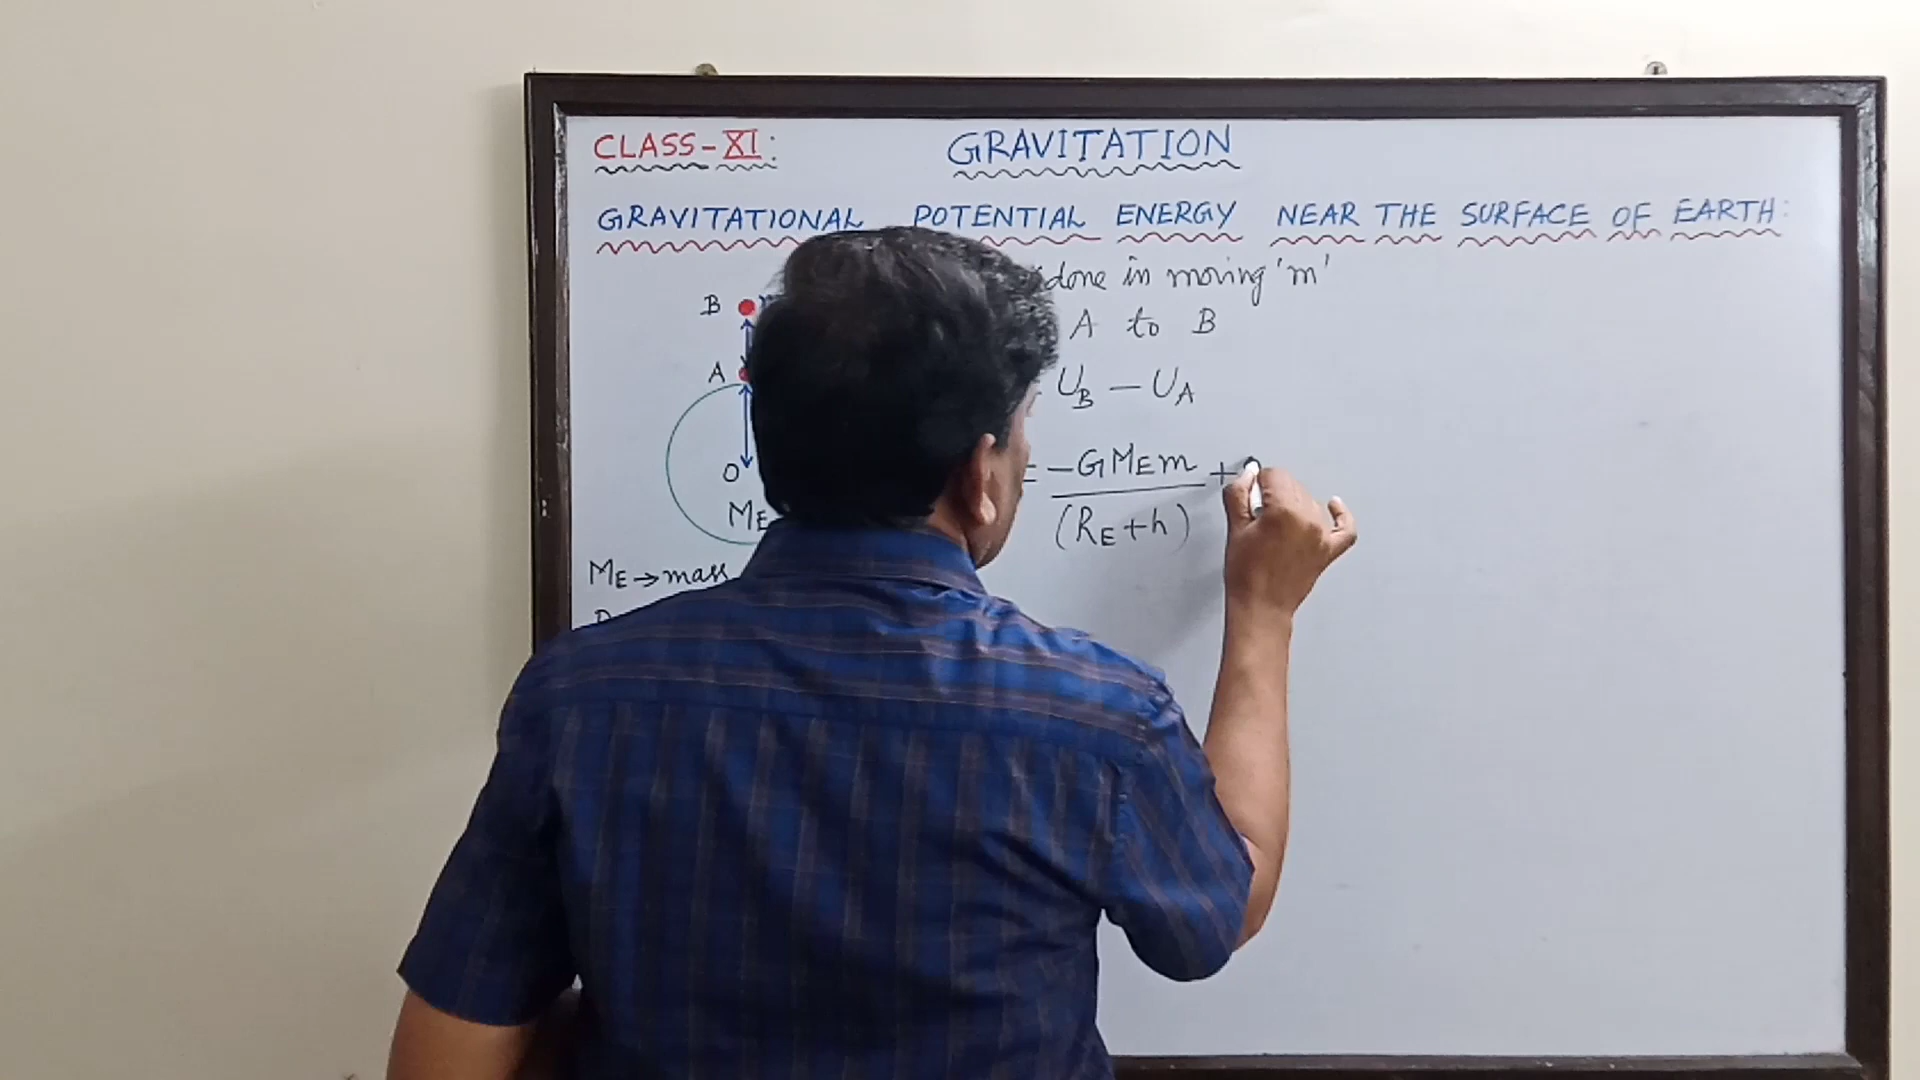 CLASS-XI: GRAVITATION
GRAVITATIONAL POTENTIAL ENERGY NEAR THE SURFACE OF EARTH:
done in moving 'm'
B
A to B
A
U_B - U_A
= -GM_Em / (R_E+h) +
O
M_E
M_E → mass